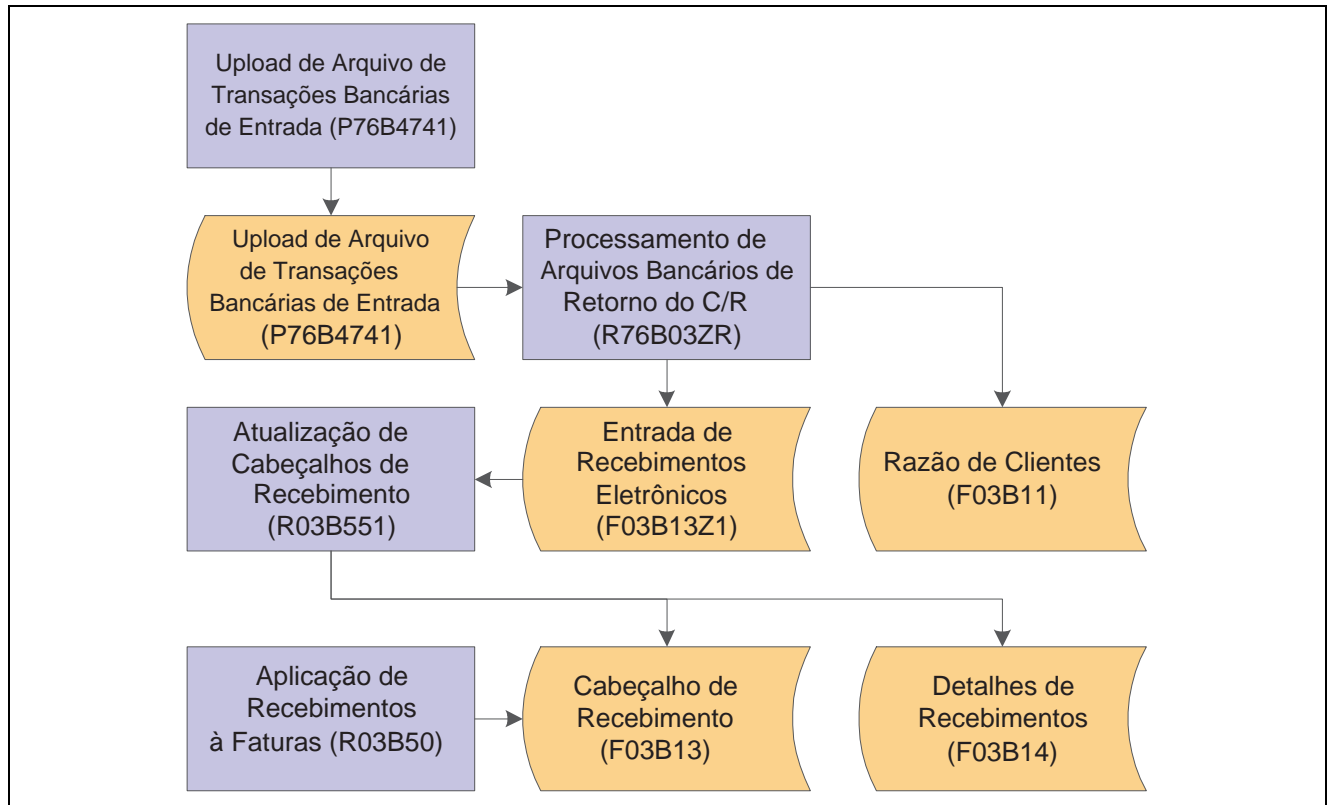 Upload de Arquivo de
Transações Bancárias
de Entrada (P76B4741)
Upload de Arquivo
de Transações
Bancárias de Entrada
(P76B4741)
Processamento de
Arquivos Bancários de
Retorno do C/R
(R76B03ZR)
Atualização de
Cabeçalhos de
Recebimento
(R03B551)
Entrada de
Recebimentos
Eletrônicos
(F03B13Z1)
Razão de Clientes
(F03B11)
Aplicação de
Recebimentos
à Faturas (R03B50)
Cabeçalho de
Recebimento
(F03B13)
Detalhes de
Recebimentos
(F03B14)